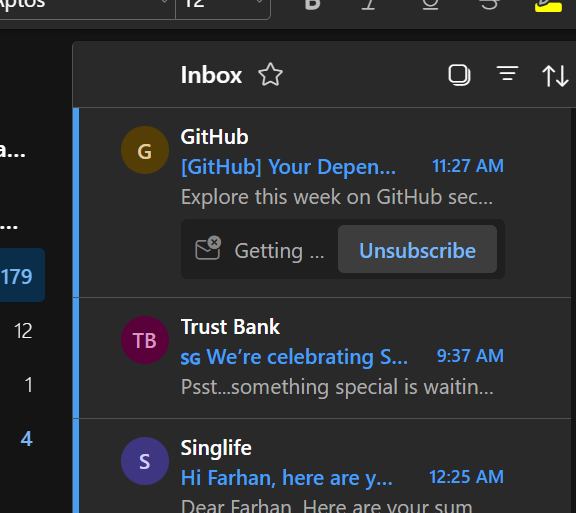 Aptos
12
B I U S
Inbox
a...
G
GitHub
[GitHub] Your Depen... 11:27 AM
Explore this week on GitHub sec...
...
Getting ... Unsubscribe
179
TB
Trust Bank
12
SG We’re celebrating S... 9:37 AM
Psst...something special is waitin...
1
4
S
Singlife
Hi Farhan, here are y... 12:25 AM
Dear Farhan, Here are your sum